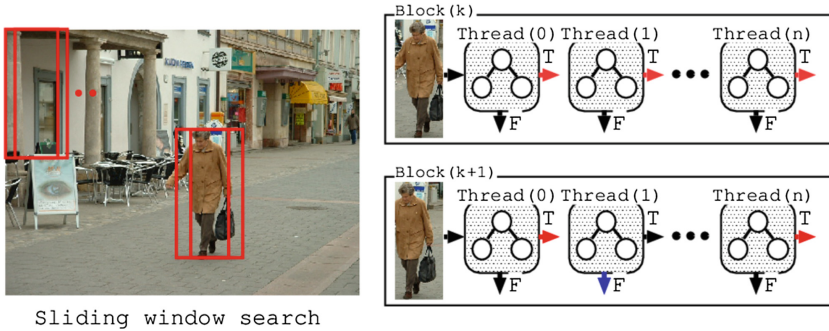 Block(k)
Thread(0) Thread(1) Thread(n)
T T T
F F F
Block(k+1)
Thread(0) Thread(1) Thread(n)
T T T
F F F
Sliding window search